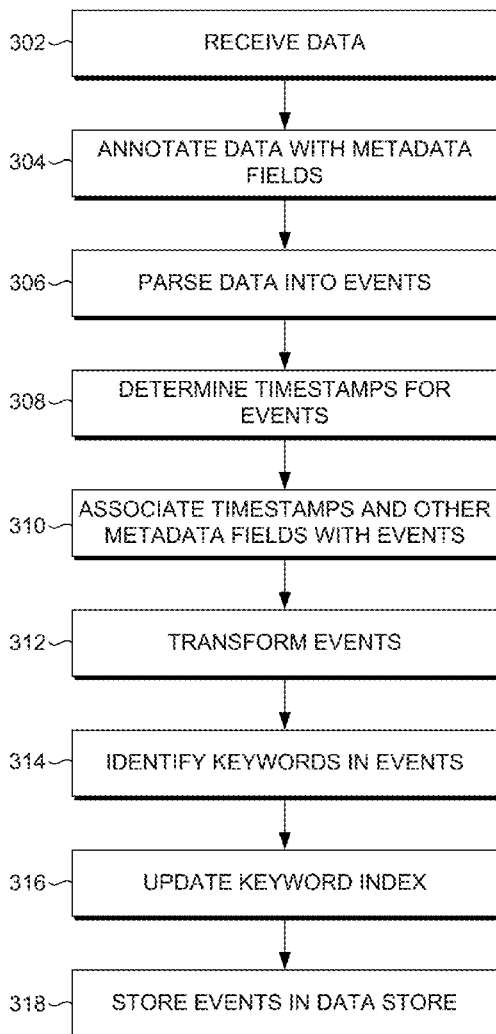 302 RECEIVE DATA
304 ANNOTATE DATA WITH METADATA
FIELDS
306 PARSE DATA INTO EVENTS
308 DETERMINE TIMESTAMPS FOR
EVENTS
310 ASSOCIATE TIMESTAMPS AND OTHER
METADATA FIELDS WITH EVENTS
312 TRANSFORM EVENTS
314 IDENTIFY KEYWORDS IN EVENTS
316 UPDATE KEYWORD INDEX
318 STORE EVENTS IN DATA STORE